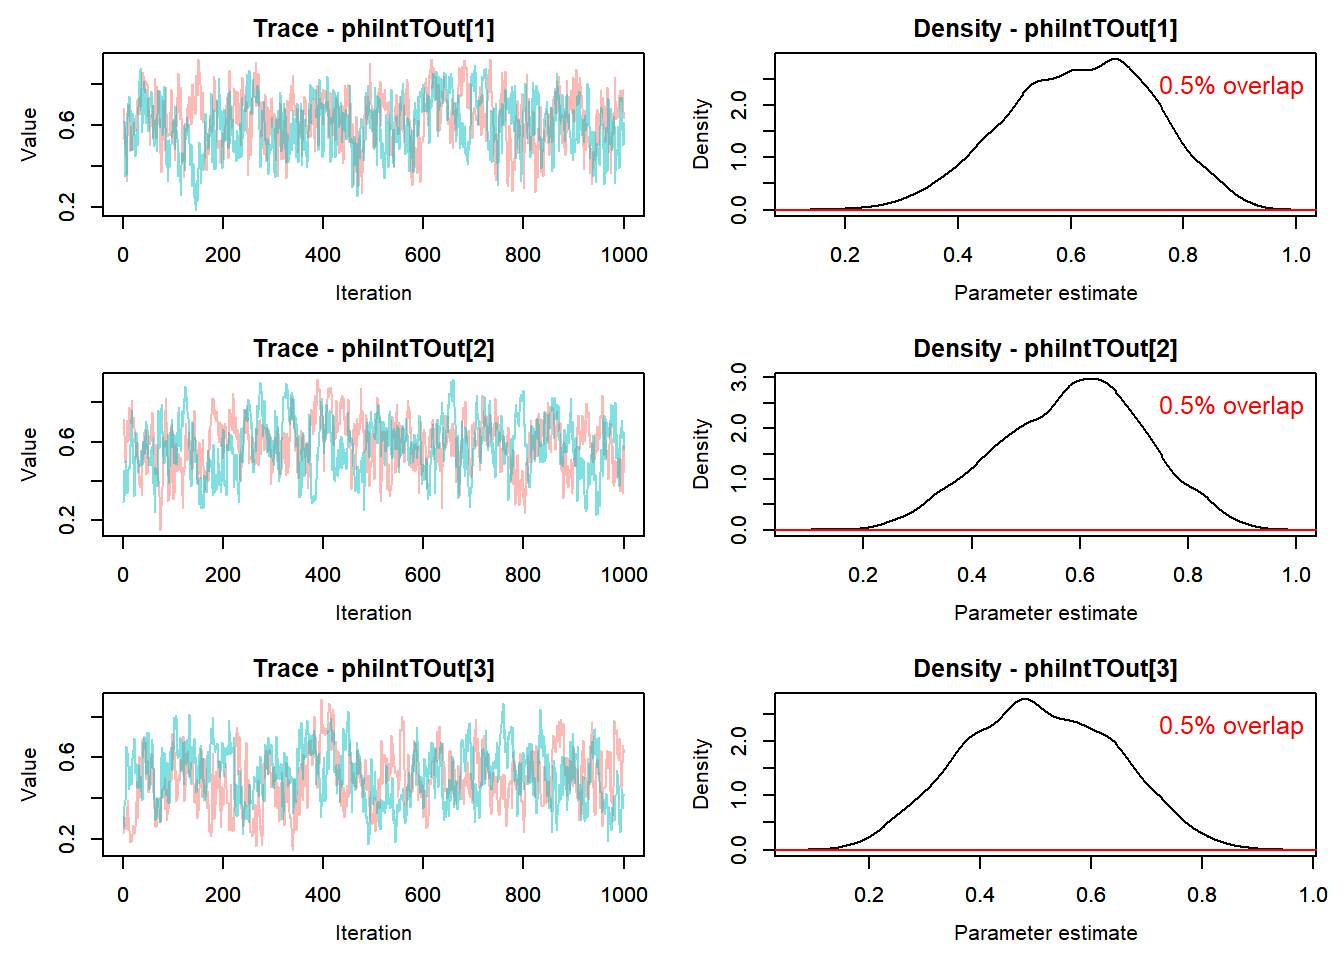 Trace - phiIntTOut[1]
Value
0.2 0.6
0 200 400 600 800 1000
Iteration
Density - phiIntTOut[1]
0.5% overlap
Density
0.0 1.0 2.0
0.2 0.4 0.6 0.8 1.0
Parameter estimate
Trace - phiIntTOut[2]
Value
0.2 0.6
0 200 400 600 800 1000
Iteration
Density - phiIntTOut[2]
0.5% overlap
Density
0.0 1.0 2.0 3.0
0.2 0.4 0.6 0.8 1.0
Parameter estimate
Trace - phiIntTOut[3]
Value
0.2 0.6
0 200 400 600 800 1000
Iteration
Density - phiIntTOut[3]
0.5% overlap
Density
0.0 1.0 2.0
0.2 0.4 0.6 0.8 1.0
Parameter estimate